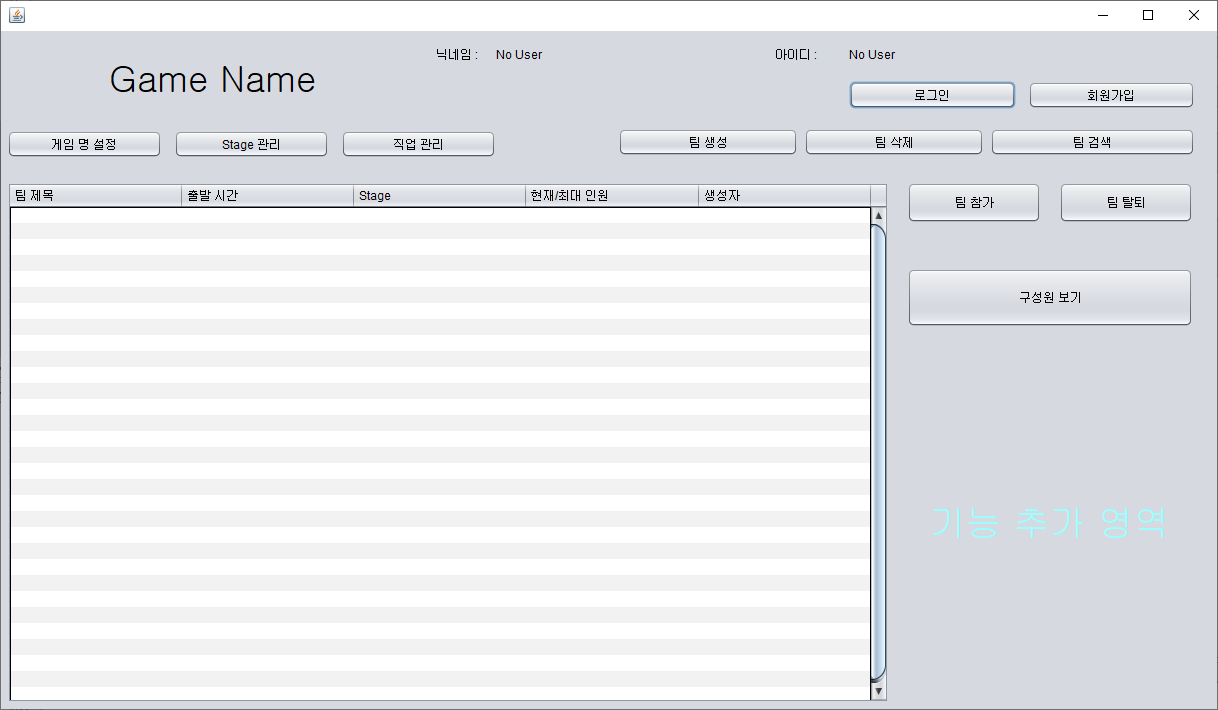 닉네임 : No User 아이디 : No User
Game Name
로그인 회원가입
게임 명 설정 Stage 관리 직업 관리 팀 생성 팀 삭제 팀 검색
팀 제목 출발 시간 Stage 현재/최대 인원 생성자
팀 참가 팀 탈퇴
구성원 보기
기능 추가 영역